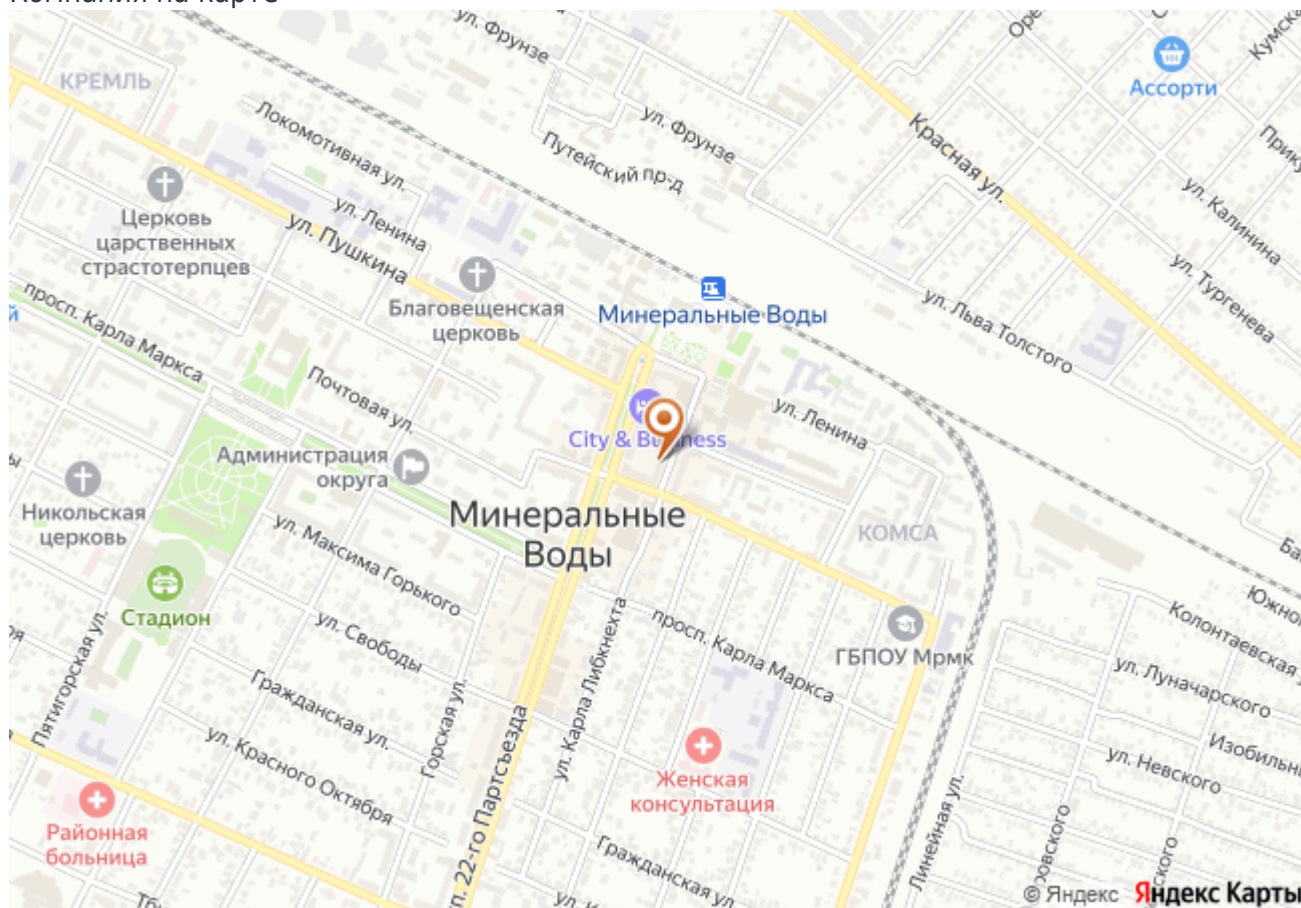 Компания на карте
ул. Фрунзе
КРЕМЛЬ
Ассорти
Локомотивная ул.
ул. Фрунзе
Красная ул.
Путейский пр-д
Церковь
царственных
страстотерпцев
ул. Ленина
ул. Пушкина
ул. Калинина
ул. Тургенева
Благовещенская
церковь
Минеральные Воды
ул. Льва Толстого
просп. Карла Маркса
Почтовая ул.
City & Business
ул. Ленина
Администрация
округа
Никольская
церковь
Минеральные
Воды
КОМСА
ул. Максима Горького
Стадион
ул. Свободы
просп. Карла Маркса
ГБПОУ Мрмк
Колонтаевская
ул. Луначарского
Пятигорская ул.
Гражданская ул.
Горская ул.
ул. Карла Либкнехта
ул. Невского
ул. Красного Октября
Женская
консультация
Районная
больница
ул. 22-го Партсъезда
Гражданская ул.
Линейная ул.
© Яндекс Яндекс Карты